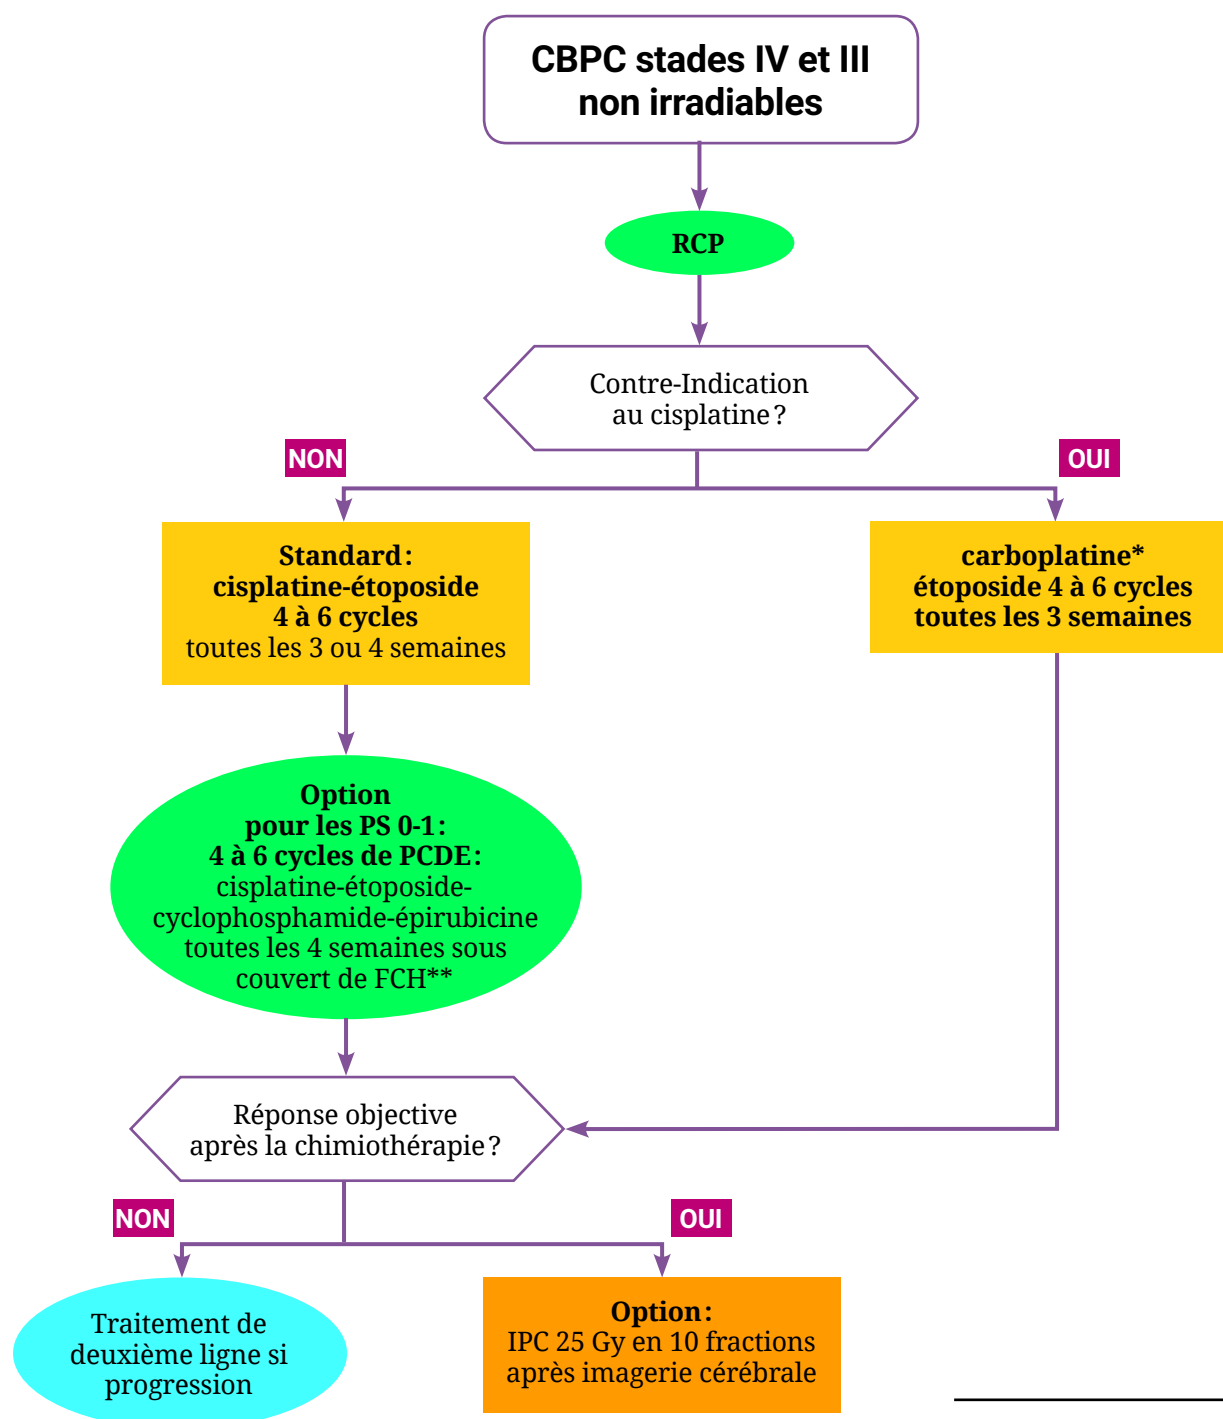 CBPC stades IV et III
non irradiables
RCP
Contre-Indication
au cisplatine ?
NON
OUI
Standard :
cisplatine-étoposide
4 à 6 cycles
toutes les 3 ou 4 semaines
carboplatine*
étoposide 4 à 6 cycles
toutes les 3 semaines
Option
pour les PS 0-1 :
4 à 6 cycles de PCDE :
cisplatine-étoposide-
cyclophosphamide-épirubicine
toutes les 4 semaines sous
couvert de FCH**
Réponse objective
après la chimiothérapie ?
NON
OUI
Traitement de
deuxième ligne si
progression
Option :
IPC 25 Gy en 10 fractions
après imagerie cérébrale